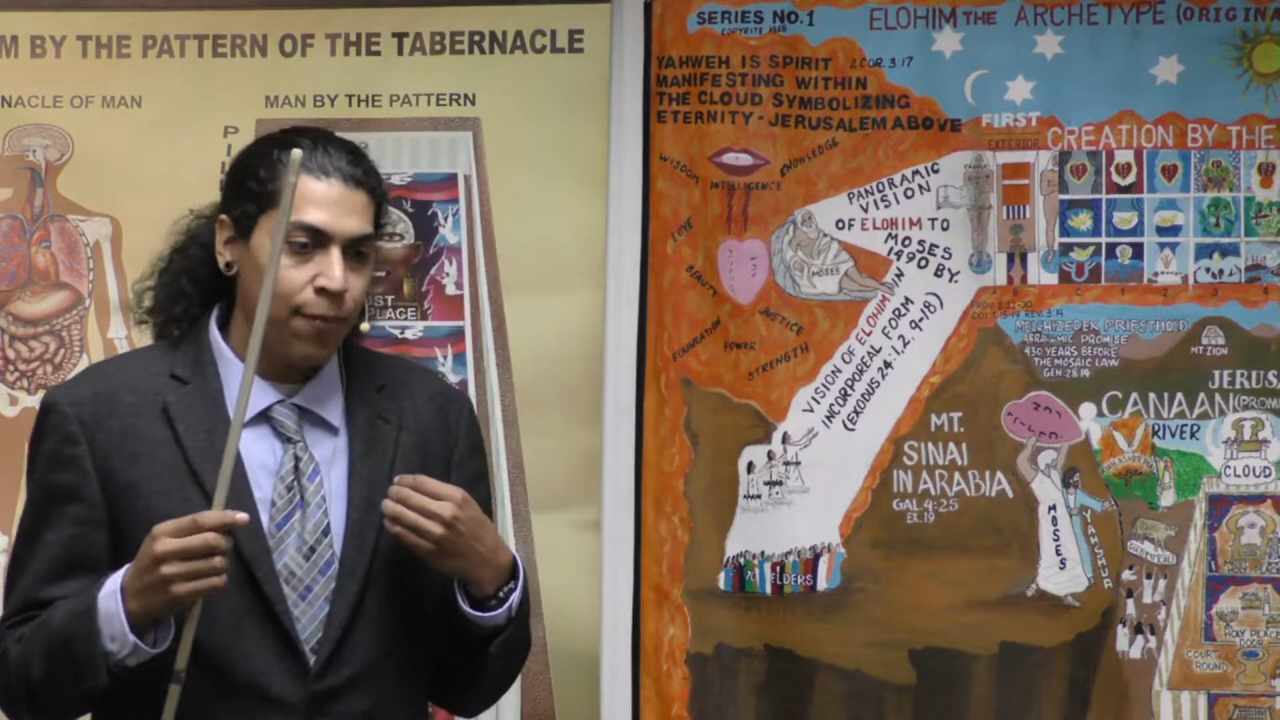 M BY THE PATTERN OF THE TABERNACLE
NACLE OF MAN
MAN BY THE PATTERN
PLACE
SERIES NO.1
ELOHIM THE ARCHETYPE (ORIGINA
YAHWEH IS SPIRIT 2 COR. 3:17
MANIFESTING WITHIN
THE CLOUD SYMBOLIZING
ETERNITY - JERUSALEM ABOVE
FIRST
EXTERIOR
CREATION BY THE
WISDOM
KNOWLEDGE
INTELLIGENCE
LOVE
BEAUTY
JUSTICE
FOUNDATION
POWER
STRENGTH
PANORAMIC
VISION
OF ELOHIM TO
MOSES
1490 B.Y.
MOSES
VISION OF ELOHIM IN
INCORPOREAL FORM
(EXODUS 24:1,2, 9-18)
ELDERS
MT.
SINAI
IN ARABIA
GAL. 4:25
EX. 19
MELCHIZEDEK PRIESTHOOD
ABRAHAMIC PROMISE
430 YEARS BEFORE
THE MOSAIC LAW
GEN. 28:14
MT ZION
JERUS
CANAAN (PROM
RIVER
CLOUD
MOSES
YAHSHUA
HOLY PLACE
DOOR
COURT
ROUND